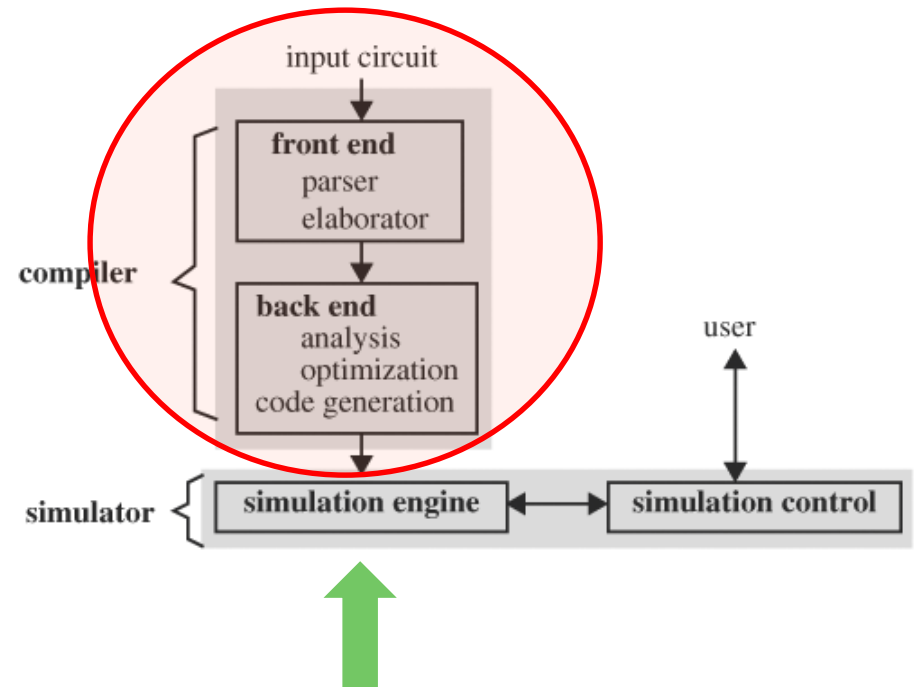 input circuit
front end
parser
elaborator
compiler
back end
analysis
optimization
code generation
user
simulator
simulation engine
simulation control